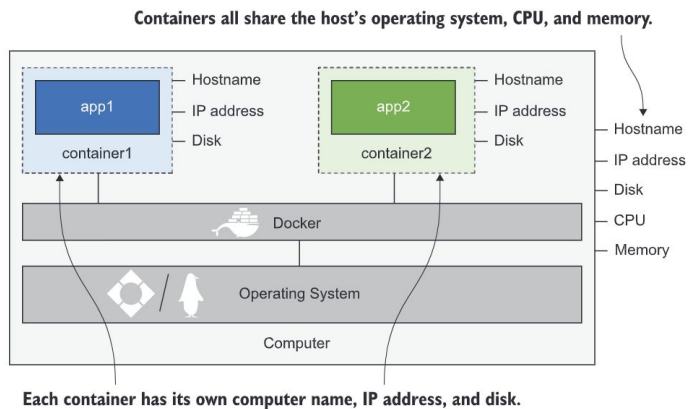 Containers all share the host's operating system, CPU, and memory.
Hostname
app1
IP address
Disk
container1
Hostname
app2
IP address
Disk
container2
Hostname
IP address
Disk
CPU
Memory
Docker
Operating System
Computer
Each container has its own computer name, IP address, and disk.